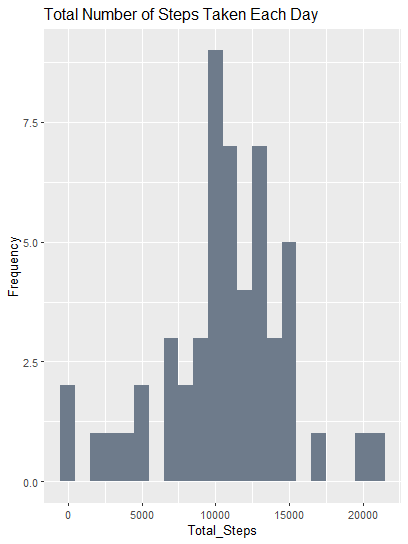 Total Number of Steps Taken Each Day
7.5
5.0
2.5
0.0
Frequency
0 5000 10000 15000 20000
Total_Steps